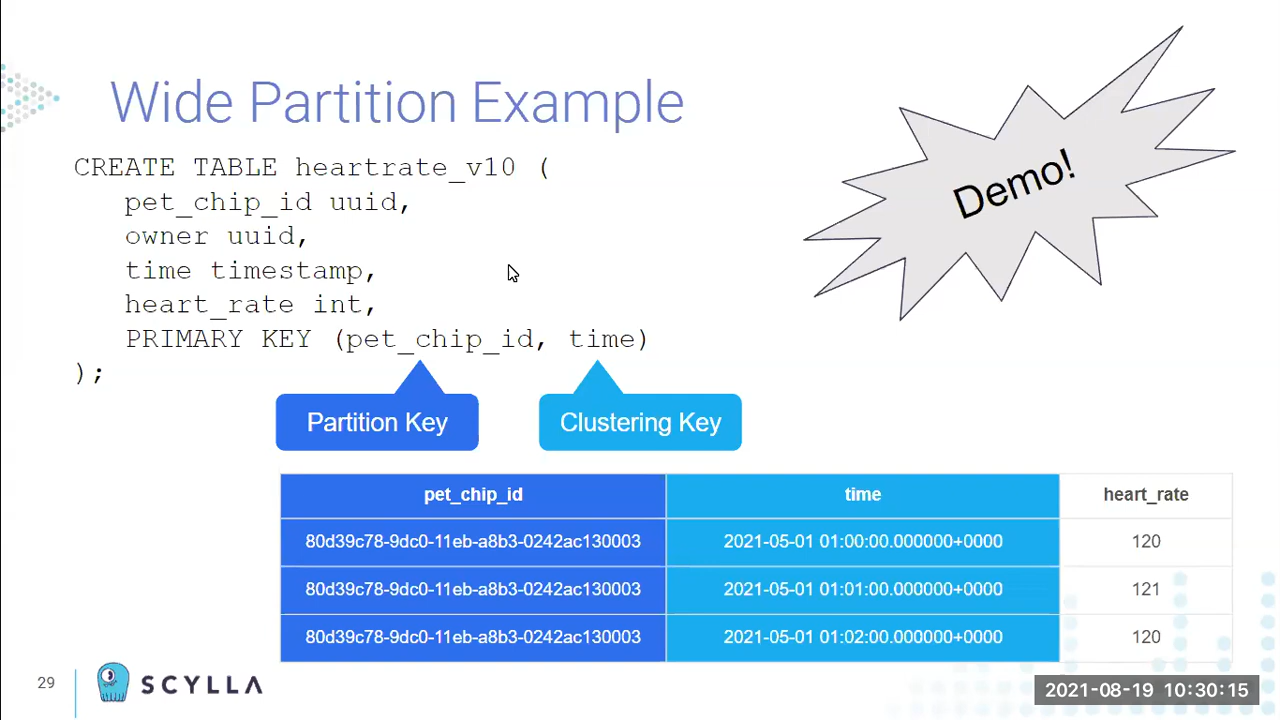 Wide Partition Example
Demo!
CREATE TABLE heartrate_v10 (
pet_chip_id uuid,
owner uuid,
time timestamp,
heart_rate int,
PRIMARY KEY (pet_chip_id, time)
);
Partition Key
Clustering Key
pet_chip_id time heart_rate
80d39c78-9dc0-11eb-a8b3-0242ac130003 2021-05-01 01:00:00.000000+0000 120
80d39c78-9dc0-11eb-a8b3-0242ac130003 2021-05-01 01:01:00.000000+0000 121
80d39c78-9dc0-11eb-a8b3-0242ac130003 2021-05-01 01:02:00.000000+0000 120
29
SCYLLA
2021-08-19 10:30:15